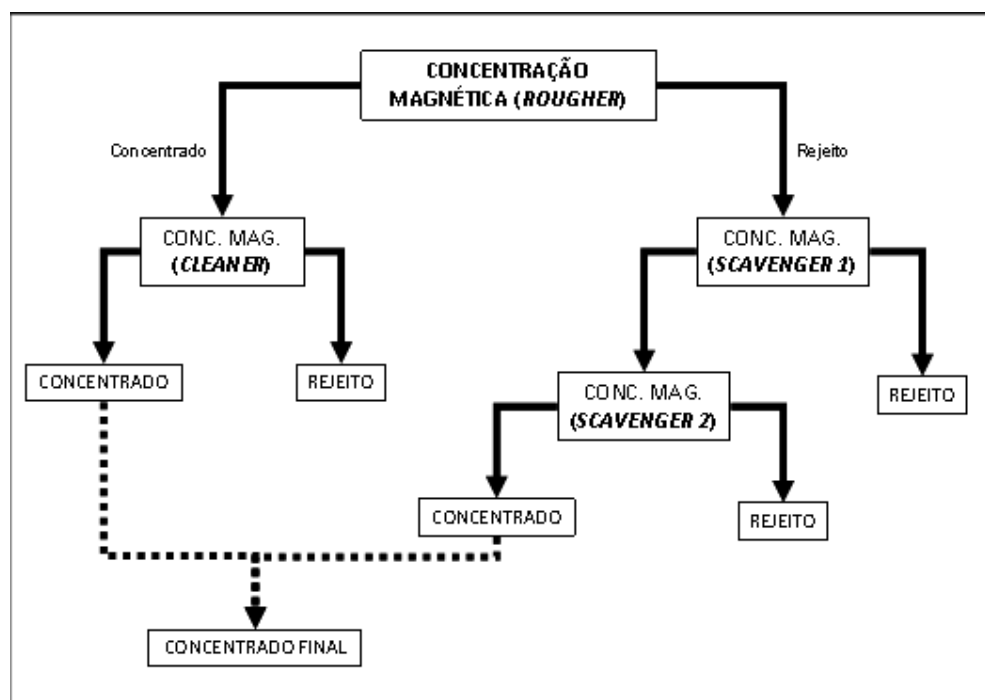 CONCENTRAÇÃO
MAGNÉTICA (ROUGHER)
Concentrado
Rejeito
CONC. MAG.
(CLEANER)
CONC. MAG.
(SCAVENGER 1)
CONCENTRADO
REJEITO
CONC. MAG.
(SCAVENGER 2)
REJEITO
CONCENTRADO
REJEITO
CONCENTRADO FINAL